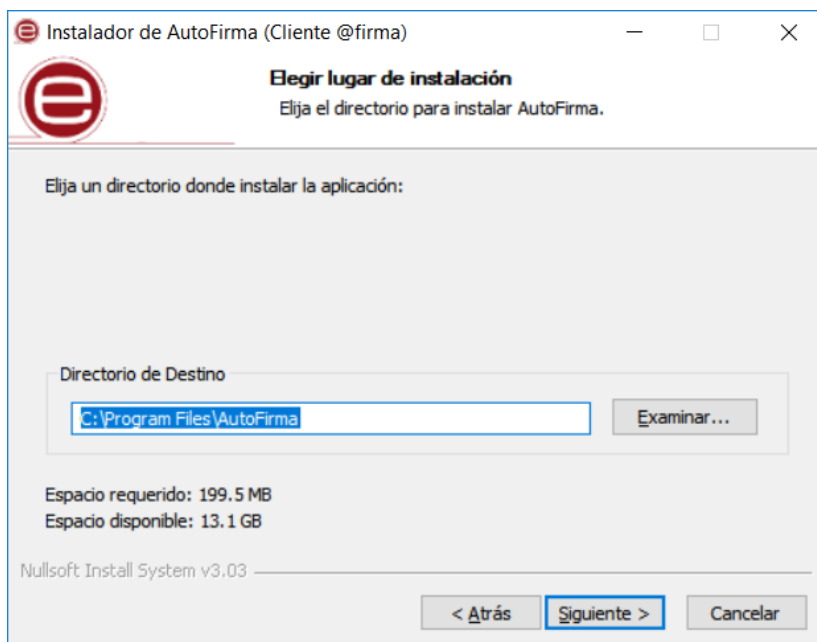 Instalador de AutoFirma (Cliente @firma)
Elegir lugar de instalación
Elija el directorio para instalar AutoFirma.
Elija un directorio donde instalar la aplicación:
Directorio de Destino
C:\Program Files\AutoFirma
Examinar...
Espacio requerido: 199.5 MB
Espacio disponible: 13.1 GB
Nullsoft Install System v3.03
< Atrás
Siguiente >
Cancelar